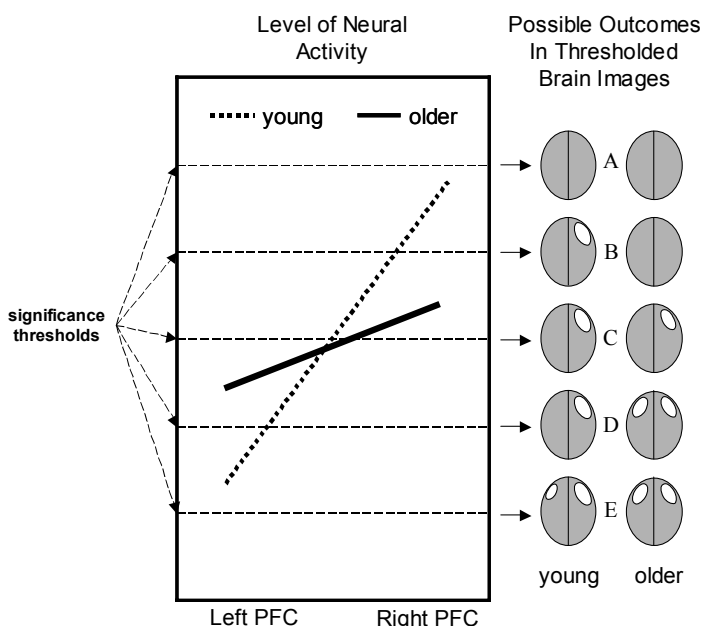 Level of Neural
Activity
Possible Outcomes
In Thresholded
Brain Images
young
older
A
B
significance
thresholds
C
D
E
young
older
Left PFC
Right PFC